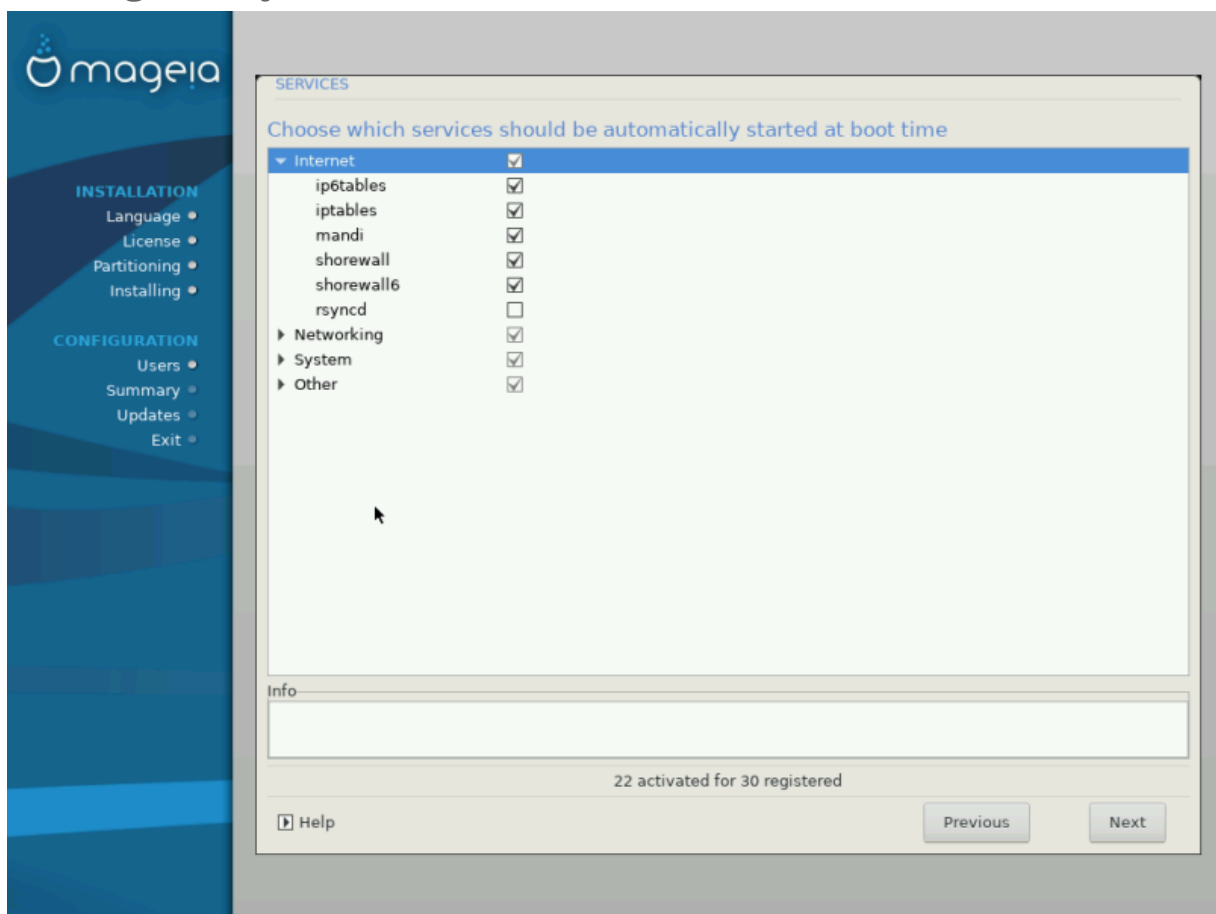 mageia
INSTALLATION
Language
License
Partitioning
Installing
CONFIGURATION
Users
Summary
Updates
Exit
SERVICES
Choose which services should be automatically started at boot time
Internet
ip6tables
iptables
mandi
shorewall
shorewall6
rsyncd
Networking
System
Other
Info
22 activated for 30 registered
Help
Previous
Next